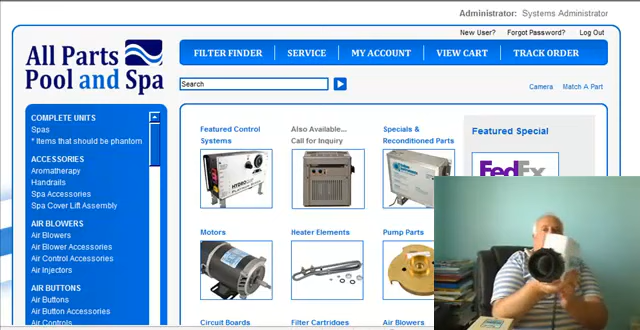 Administrator: Systems Administrator
New User? Forgot Password? Log Out
All Parts
Pool and Spa
FILTER FINDER SERVICE MY ACCOUNT VIEW CART TRACK ORDER
Search
Camera Match A Part
COMPLETE UNITS
Spas
* Items that should be phantom
ACCESSORIES
Aromatherapy
Handrails
Spa Accessories
Spa Cover Lift Assembly
AIR BLOWERS
Air Blowers
Air Blower Accessories
Air Control Accessories
Air Injectors
AIR BUTTONS
Air Buttons
Air Button Accessories
Air Controls
Featured Control
Systems
Also Available...
Call for Inquiry
Specials &
Reconditioned Parts
Featured Special
FedEx
HYDRO
Motors
Heater Elements
Pump Parts
Circuit Boards
Filter Cartridges
Air Blowers